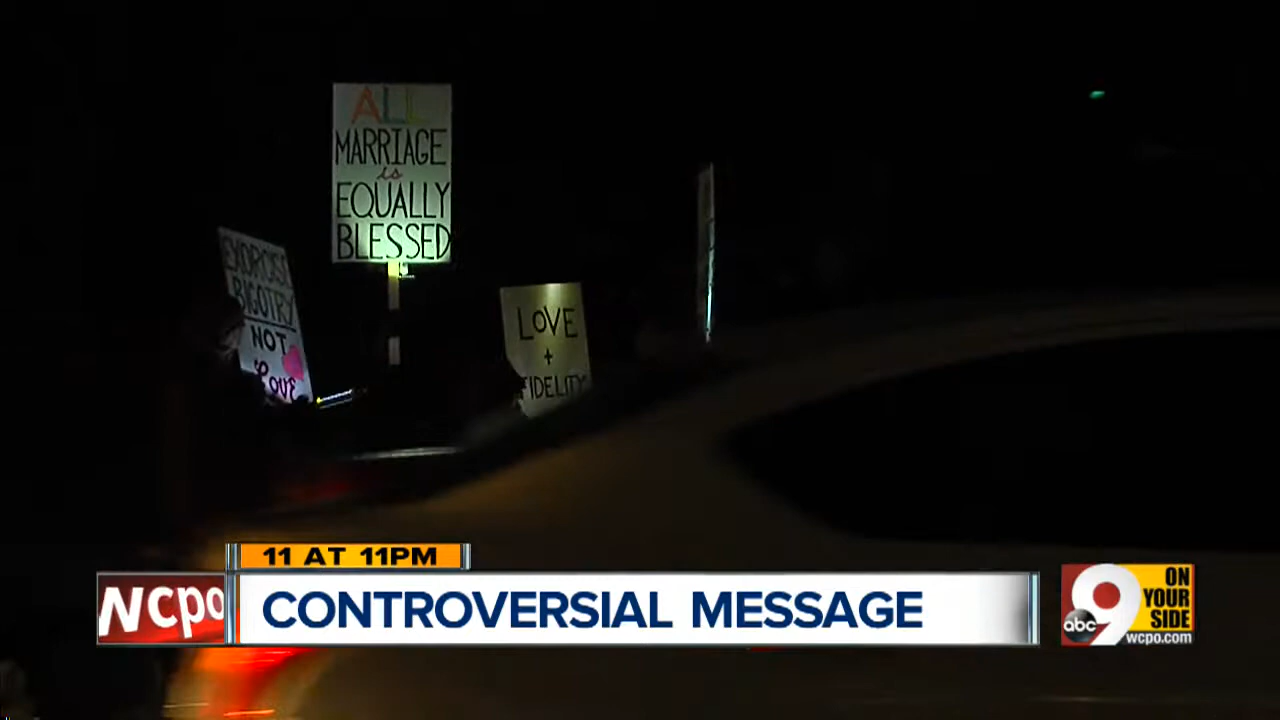 ALL
MARRIAGE
is
EQUALLY
BLESSED
EXORCISE
BIGOTRY
NOT
LOVE
LOVE
+
FIDELITY
11 AT 11PM
wcpo
CONTROVERSIAL MESSAGE
abc 9
ON
YOUR
SIDE
wcpo.com